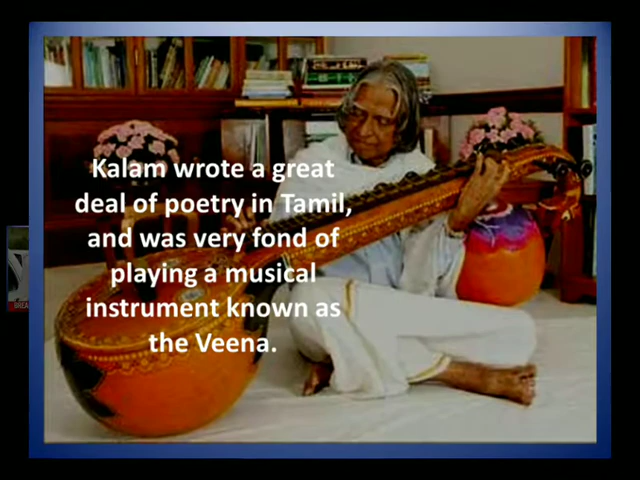 Kalam wrote a great
deal of poetry in Tamil,
and was very fond of
playing a musical
instrument known as
the Veena.